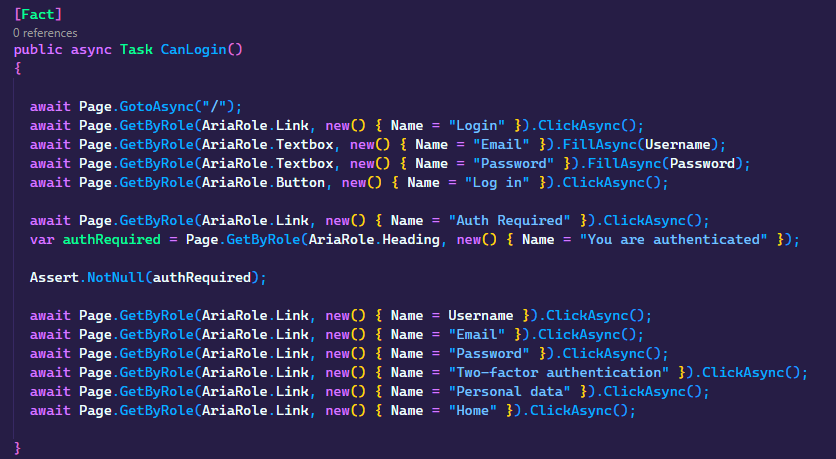 [Fact]
0 references
public async Task CanLogin()
{
await Page.GotoAsync("/");
await Page.GetByRole(AriaRole.Link, new() { Name = "Login" }).ClickAsync();
await Page.GetByRole(AriaRole.Textbox, new() { Name = "Email" }).FillAsync(Username);
await Page.GetByRole(AriaRole.Textbox, new() { Name = "Password" }).FillAsync(Password);
await Page.GetByRole(AriaRole.Button, new() { Name = "Log in" }).ClickAsync();
await Page.GetByRole(AriaRole.Link, new() { Name = "Auth Required" }).ClickAsync();
var authRequired = Page.GetByRole(AriaRole.Heading, new() { Name = "You are authenticated" });
Assert.NotNull(authRequired);
await Page.GetByRole(AriaRole.Link, new() { Name = Username }).ClickAsync();
await Page.GetByRole(AriaRole.Link, new() { Name = "Email" }).ClickAsync();
await Page.GetByRole(AriaRole.Link, new() { Name = "Password" }).ClickAsync();
await Page.GetByRole(AriaRole.Link, new() { Name = "Two-factor authentication" }).ClickAsync();
await Page.GetByRole(AriaRole.Link, new() { Name = "Personal data" }).ClickAsync();
await Page.GetByRole(AriaRole.Link, new() { Name = "Home" }).ClickAsync();
}